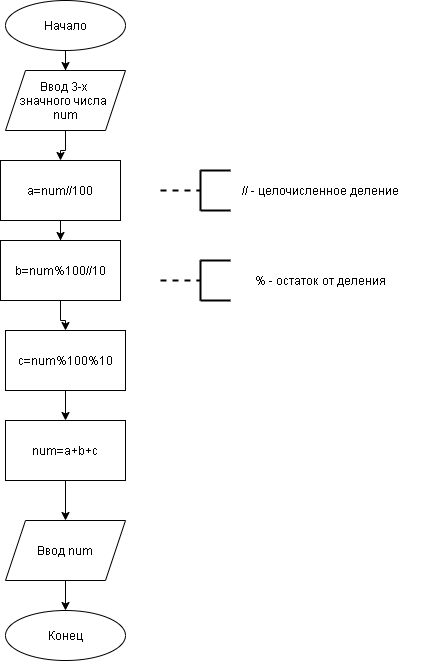 Начало
Ввод 3-х
значного числа
num
a=num//100
// - целочисленное деление
b=num%100//10
% - остаток от деления
c=num%100%10
num=a+b+c
Ввод num
Конец